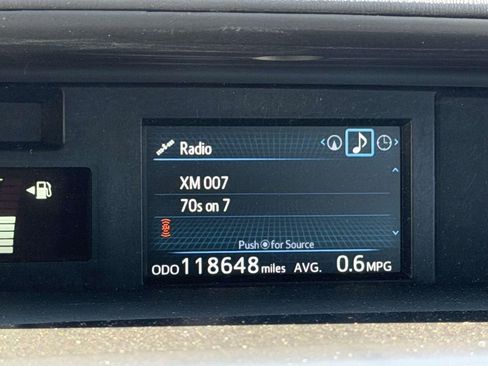 Radio
XM 007
70s on 7
Push for Source
ODO 118648 miles AVG. 0.6 MPG